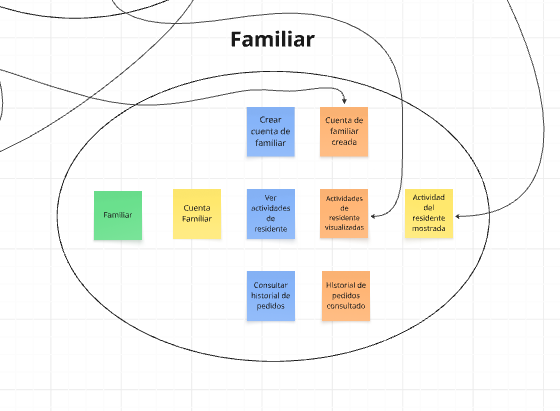 Familiar
Crear
cuenta de
familiar
Cuenta de
familiar
creada
Familiar
Cuenta
Familiar
Ver
actividades
de
residente
Actividades
de
residente
visualizadas
Actividad
del
residente
mostrada
Consultar
historial de
pedidos
Historial de
pedidos
consultado